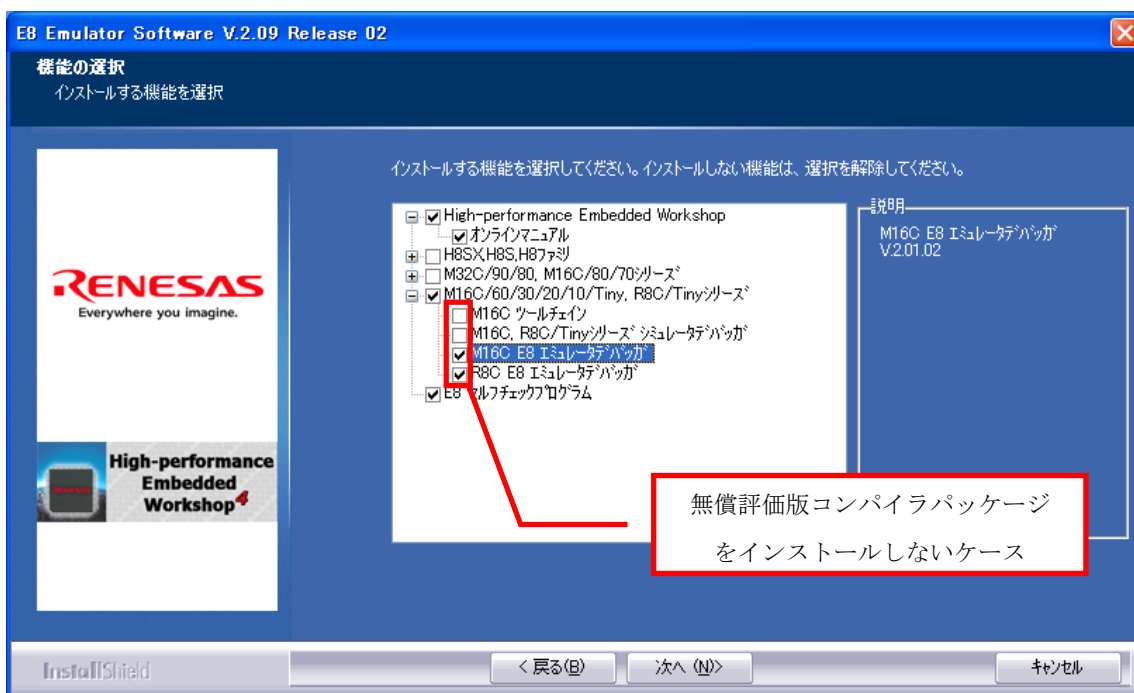 E8 Emulator Software V.2.09 Release 02
機能の選択
インストールする機能を選択
インストールする機能を選択してください。インストールしない機能は、選択を解除してください。
High-performance Embedded Workshop
オンラインマニュアル
H8SX,H8S,H8ファミリ
M32C/90/80, M16C/80/70シリーズ
M16C/60/30/20/10/Tiny, R8C/Tinyシリーズ
M16C ツールチェイン
M16C, R8C/Tinyシリーズ シミュレータデバッガ
M16C E8 エミュレータデバッガ
R8C E8 エミュレータデバッガ
E8 セルフチェックプログラム
説明
M16C E8 エミュレータデバッガ
V.2.01.02
RENESAS
Everywhere you imagine.
High-performance
Embedded
Workshop4
無償評価版コンパイラパッケージ
をインストールしないケース
InstallShield
< 戻る(B)
次へ (N)>
キャンセル